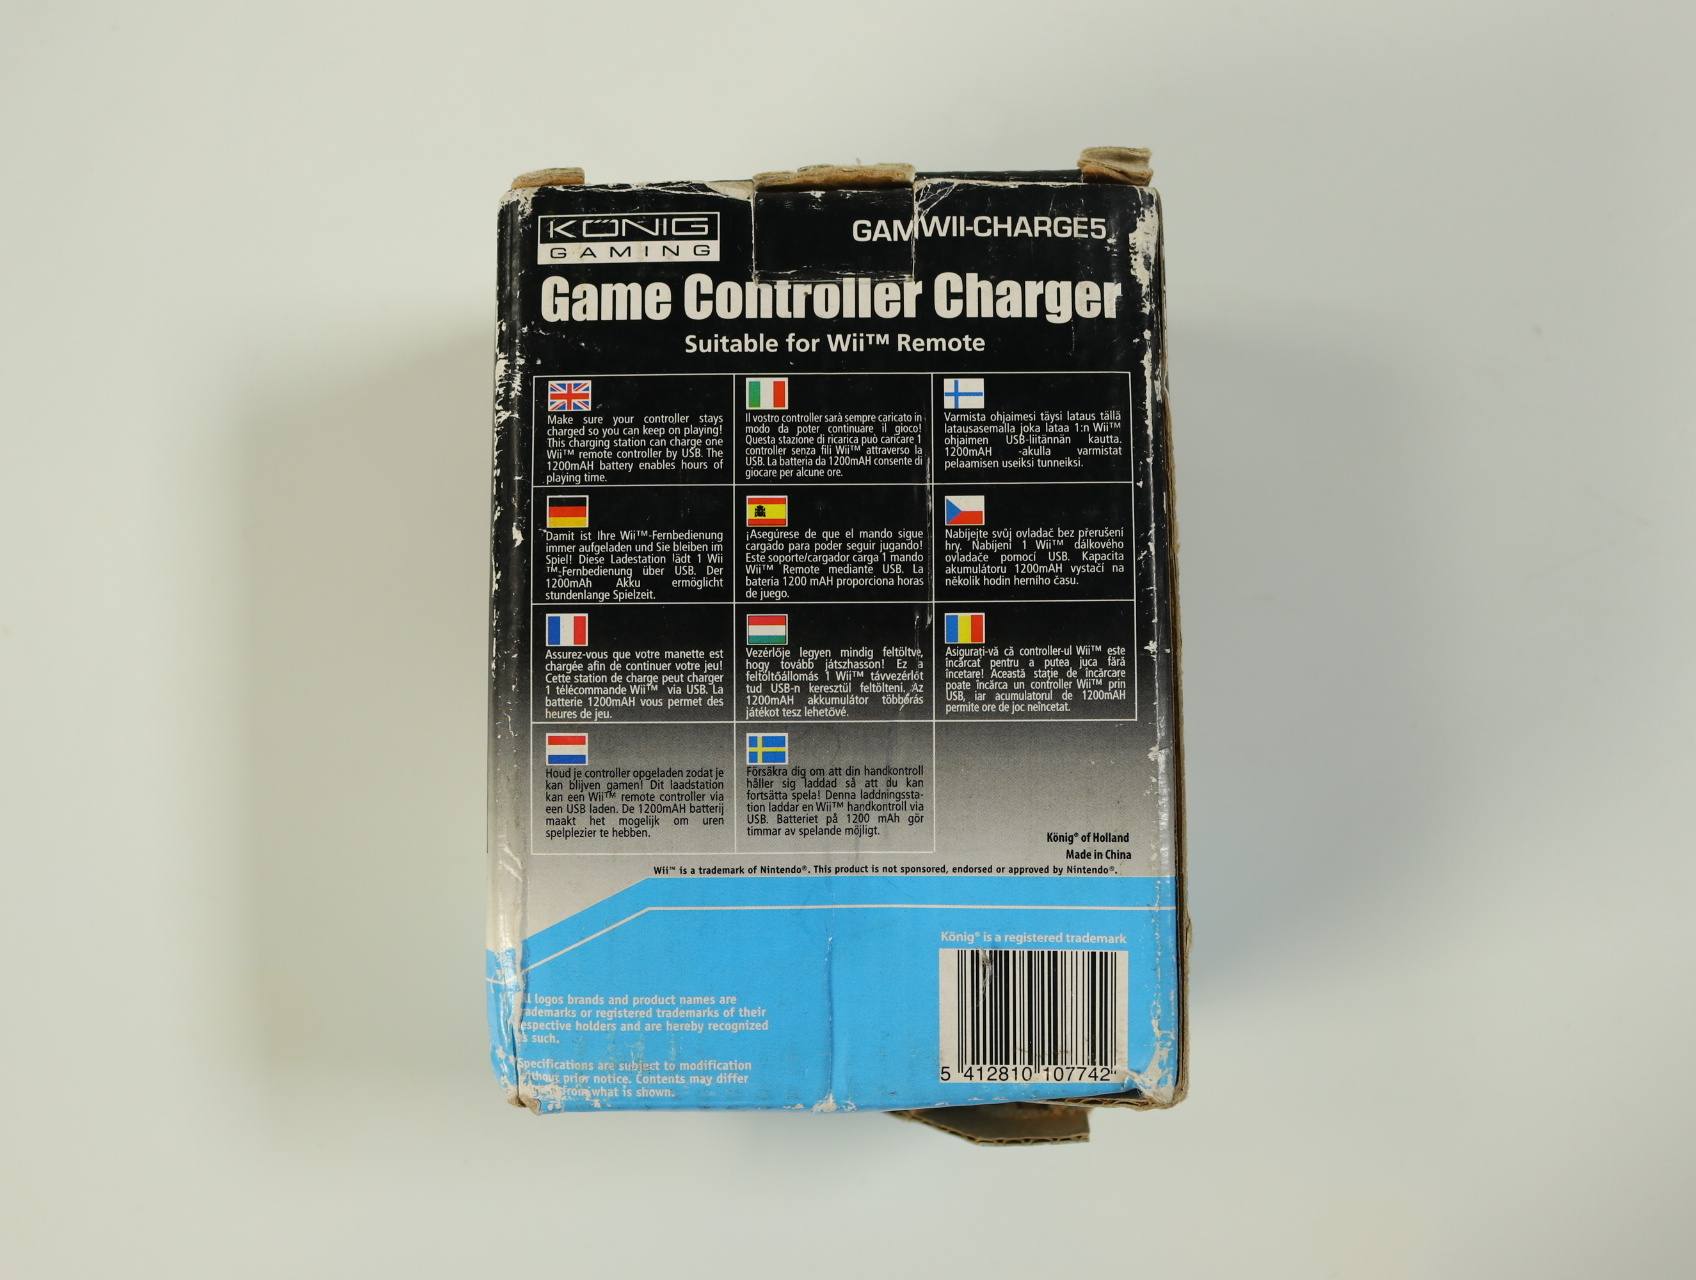 KÖNIG
GAMING
GAMWII-CHARGE5
Game Controller Charger
Suitable for Wii™ Remote
Make sure your controller stays
charged so you can keep on playing!
This charging station can charge one
Wii™ remote controller by USB. The
1200mAH battery enables hours of
playing time.
Il vostro controller sarà sempre caricato in
modo da poter continuare il gioco!
Questa stazione di ricarica può caricare 1
controller senza fili Wii™ attraverso la
USB. La batteria da 1200mAH consente di
giocare per alcune ore.
Varmista ohjaimesi täysi lataus tällä
latausasemalla joka lataa 1:n Wii™
ohjaimen USB-liitännän kautta.
1200mAH -akulla varmistat
pelaamisen useiksi tunneiksi.
Damit ist Ihre Wii™-Fernbedienung
immer aufgeladen und Sie bleiben im
Spiel! Diese Ladestation lädt 1 Wii
™-Fernbedienung über USB. Der
1200mAh Akku ermöglicht
stundenlange Spielzeit.
¡Asegúrese de que el mando sigue
cargado para poder seguir jugando!
Este soporte/cargador carga 1 mando
Wii™ Remote mediante USB. La
batería 1200 mAH proporciona horas
de juego.
Nabíjejte svůj ovladač bez přerušení
hry. Nabíjení 1 Wii™ dálkového
ovladače pomocí USB. Kapacita
akumulátoru 1200mAH vystačí na
několik hodin herního času.
Assurez-vous que votre manette est
chargée afin de continuer votre jeu!
Cette station de charge peut charger
1 télécommande Wii™ via USB. La
batterie 1200mAH vous permet des
heures de jeu.
Vezérlője legyen mindig feltöltve,
hogy tovább játszhasson! Ez a
feltöltőállomás 1 Wii™ távvezérlőt
tud USB-n keresztül feltölteni. Az
1200mAH akkumulátor többórás
játékot tesz lehetővé.
Asiguraţi-vă că controller-ul Wii™ este
încărcat pentru a putea juca fără
încetare! Această staţie de încărcare
poate încărca un controller Wii™ prin
USB, iar acumulatorul de 1200mAH
permite ore de joc neîncetat.
Houd je controller opgeladen zodat je
kan blijven gamen! Dit laadstation
kan een Wii™ remote controller via
een USB laden. De 1200mAH batterij
maakt het mogelijk om uren
spelplezier te hebben.
Försäkra dig om att din handkontroll
håller sig laddad så att du kan
fortsätta spela! Denna laddningssta-
tion laddar en Wii™ handkontroll via
USB. Batteriet på 1200 mAh gör
timmar av spelande möjligt.
König® of Holland
Made in China
Wii™ is a trademark of Nintendo®. This product is not sponsored, endorsed or approved by Nintendo®.
König® is a registered trademark
logos brands and product names are
trademarks or registered trademarks of their
respective holders and are hereby recognized
as such.
Specifications are subject to modification
without prior notice. Contents may differ
from what is shown.
5 412810 107742